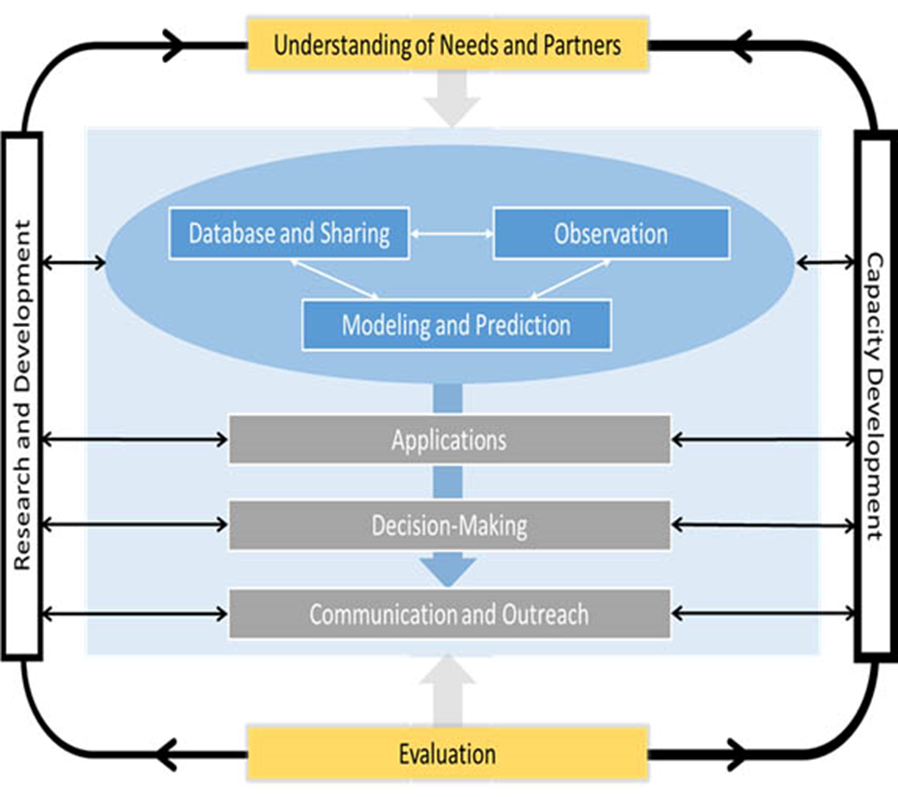 Understanding of Needs and Partners
Research and Development
Capacity Development
Database and Sharing
Observation
Modeling and Prediction
Applications
Decision-Making
Communication and Outreach
Evaluation